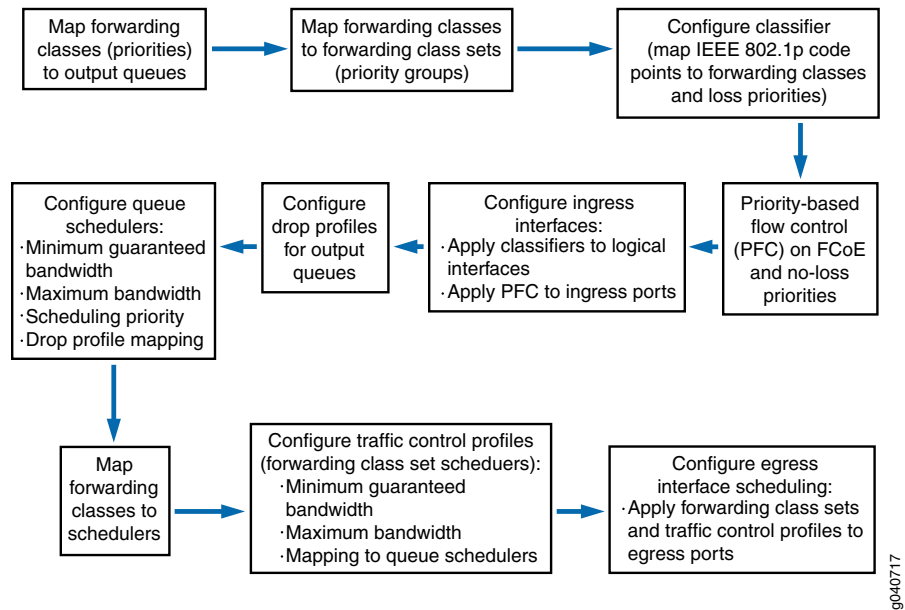 Map forwarding
classes (priorities)
to output queues
Map forwarding classes
to forwarding class sets
(priority groups)
Configure classifier
(map IEEE 802.1p code
points to forwarding classes
and loss priorities)
Priority-based
flow control
(PFC) on FCoE
and no-loss
priorities
Configure ingress
interfaces:
·Apply classifiers to logical
interfaces
·Apply PFC to ingress ports
Configure
drop profiles
for output
queues
Configure queue
schedulers:
·Minimum guaranteed
bandwidth
·Maximum bandwidth
·Scheduling priority
·Drop profile mapping
Map
forwarding
classes to
schedulers
Configure traffic control profiles
(forwarding class set scheduers):
·Minimum guaranteed
bandwidth
·Maximum bandwidth
·Mapping to queue schedulers
Configure egress
interface scheduling:
·Apply forwarding class sets
and traffic control profiles to
egress ports
g040717